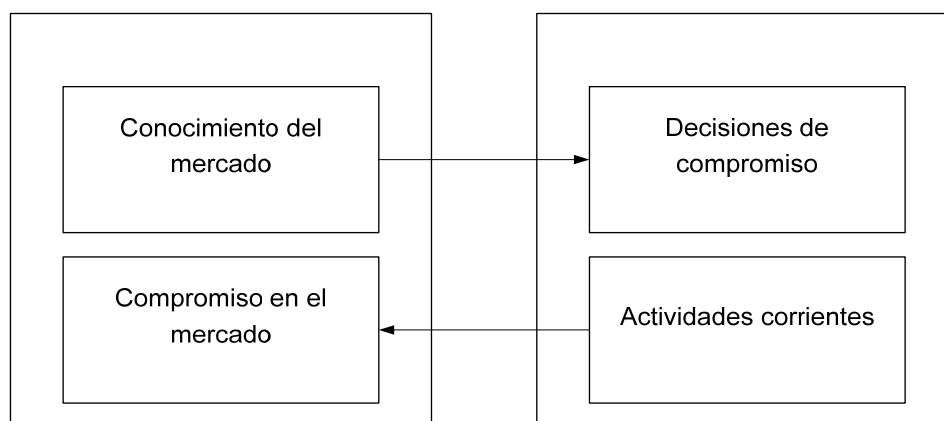 Conocimiento del
mercado
Decisiones de
compromiso
Compromiso en el
mercado
Actividades corrientes